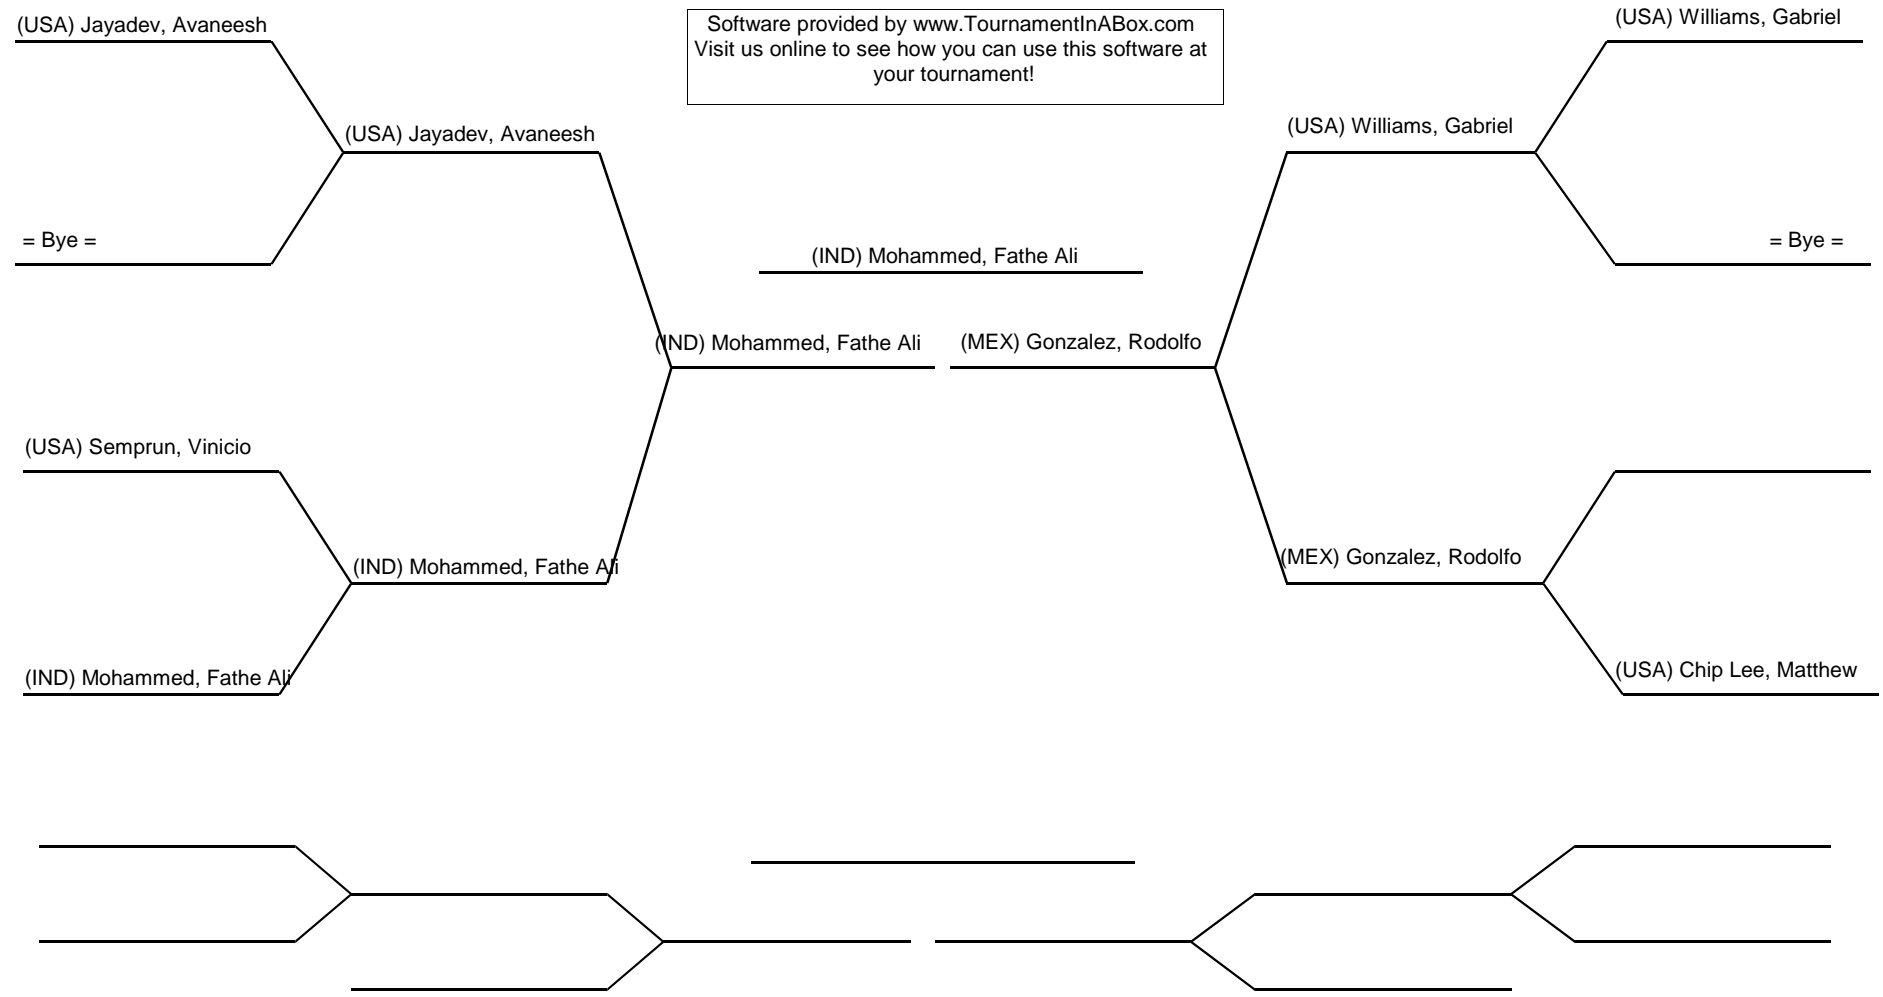 (USA) Jayadev, Avaneesh
Software provided by www.TournamentInABox.com
Visit us online to see how you can use this software at
your tournament!
(USA) Williams, Gabriel
(USA) Jayadev, Avaneesh
(USA) Williams, Gabriel
= Bye =
(IND) Mohammed, Fathe Ali
= Bye =
(IND) Mohammed, Fathe Ali
(MEX) Gonzalez, Rodolfo
(USA) Semprun, Vinicio
(IND) Mohammed, Fathe Ali
(MEX) Gonzalez, Rodolfo
(IND) Mohammed, Fathe Ali
(USA) Chip Lee, Matthew